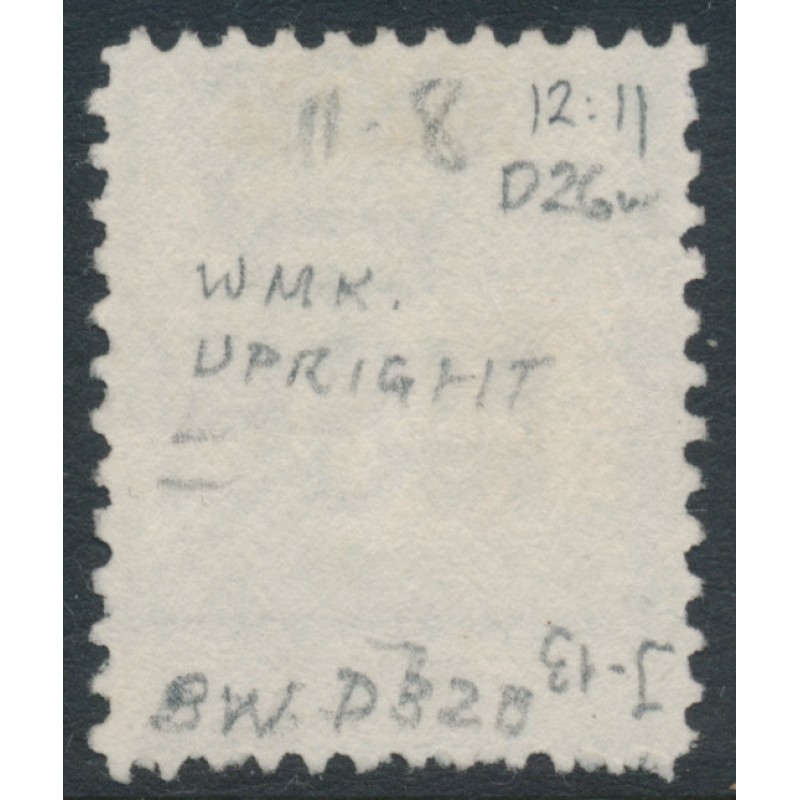 11-8
12:11
D26w
WMK.
UPRIGHT
J-13
BW D32B